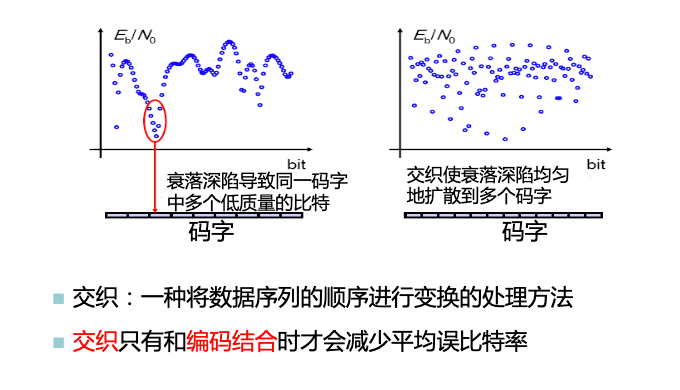 Eb/N0
bit
衰落深陷导致同一码字
中多个低质量的比特
码字
Eb/N0
bit
交织使衰落深陷均匀
地扩散到多个码字
码字
交织：一种将数据序列的顺序进行变换的处理方法
交织只有和编码结合时才会减少平均误比特率